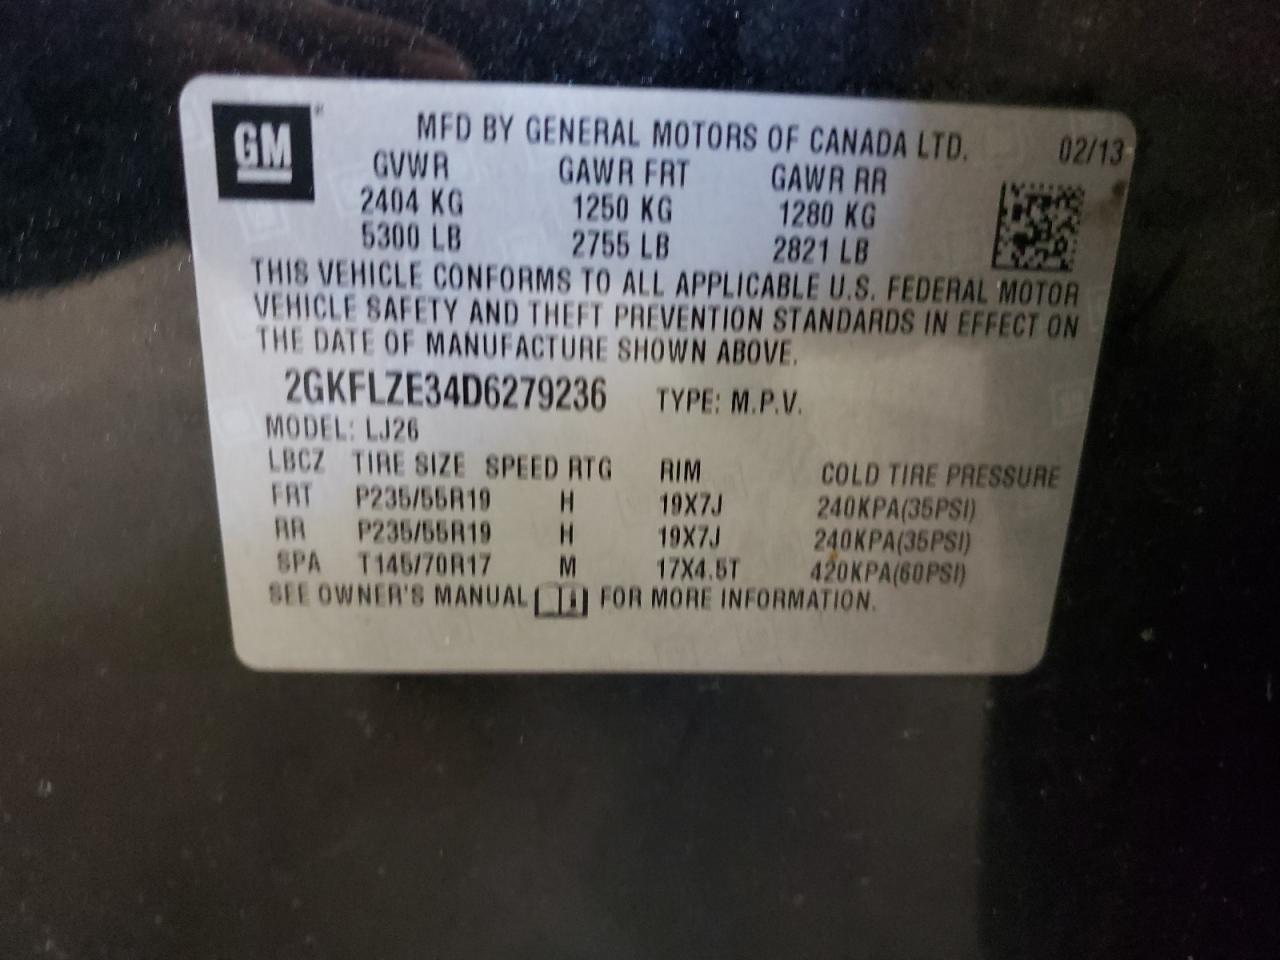 GM
MFD BY GENERAL MOTORS OF CANADA LTD. 02/13
GVWR GAWR FRT GAWR RR
2404 KG 1250 KG 1280 KG
5300 LB 2755 LB 2821 LB
THIS VEHICLE CONFORMS TO ALL APPLICABLE U.S. FEDERAL MOTOR
VEHICLE SAFETY AND THEFT PREVENTION STANDARDS IN EFFECT ON
THE DATE OF MANUFACTURE SHOWN ABOVE.
2GKFLZE34D6279236 TYPE: M.P.V.
MODEL: LJ26
LBCZ TIRE SIZE SPEED RTG RIM COLD TIRE PRESSURE
FRT P235/55R19 H 19X7J 240KPA(35PSI)
RR P235/55R19 H 19X7J 240KPA(35PSI)
SPA T145/70R17 M 17X4.5T 420KPA(60PSI)
SEE OWNER'S MANUAL FOR MORE INFORMATION.